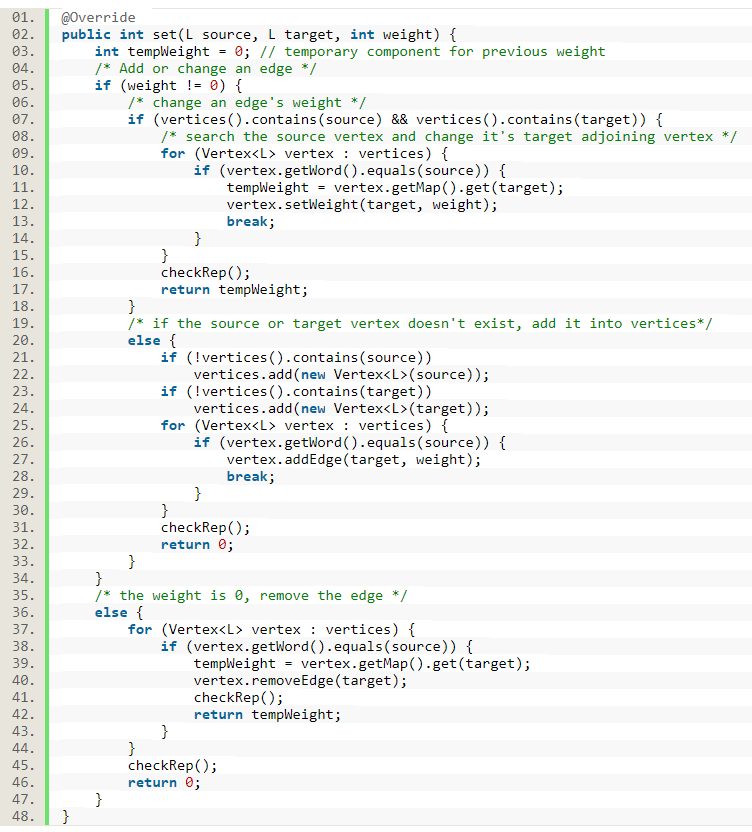 01. @Override
02. public int set(L source, L target, int weight) {
03.     int tempWeight = 0; // temporary component for previous weight
04.     /* Add or change an edge */
05.     if (weight != 0) {
06.         /* change an edge's weight */
07.         if (vertices().contains(source) && vertices().contains(target)) {
08.             /* search the source vertex and change it's target adjoining vertex */
09.             for (Vertex<L> vertex : vertices) {
10.                 if (vertex.getWord().equals(source)) {
11.                     tempWeight = vertex.getMap().get(target);
12.                     vertex.setWeight(target, weight);
13.                     break;
14.                 }
15.             }
16.             checkRep();
17.             return tempWeight;
18.         }
19.         /* if the source or target vertex doesn't exist, add it into vertices*/
20.         else {
21.             if (!vertices().contains(source))
22.                 vertices.add(new Vertex<L>(source));
23.             if (!vertices().contains(target))
24.                 vertices.add(new Vertex<L>(target));
25.             for (Vertex<L> vertex : vertices) {
26.                 if (vertex.getWord().equals(source)) {
27.                     vertex.addEdge(target, weight);
28.                     break;
29.                 }
30.             }
31.             checkRep();
32.             return 0;
33.         }
34.     }
35.     /* the weight is 0, remove the edge */
36.     else {
37.         for (Vertex<L> vertex : vertices) {
38.             if (vertex.getWord().equals(source)) {
39.                 tempWeight = vertex.getMap().get(target);
40.                 vertex.removeEdge(target);
41.                 checkRep();
42.                 return tempWeight;
43.             }
44.         }
45.         checkRep();
46.         return 0;
47.     }
48. }